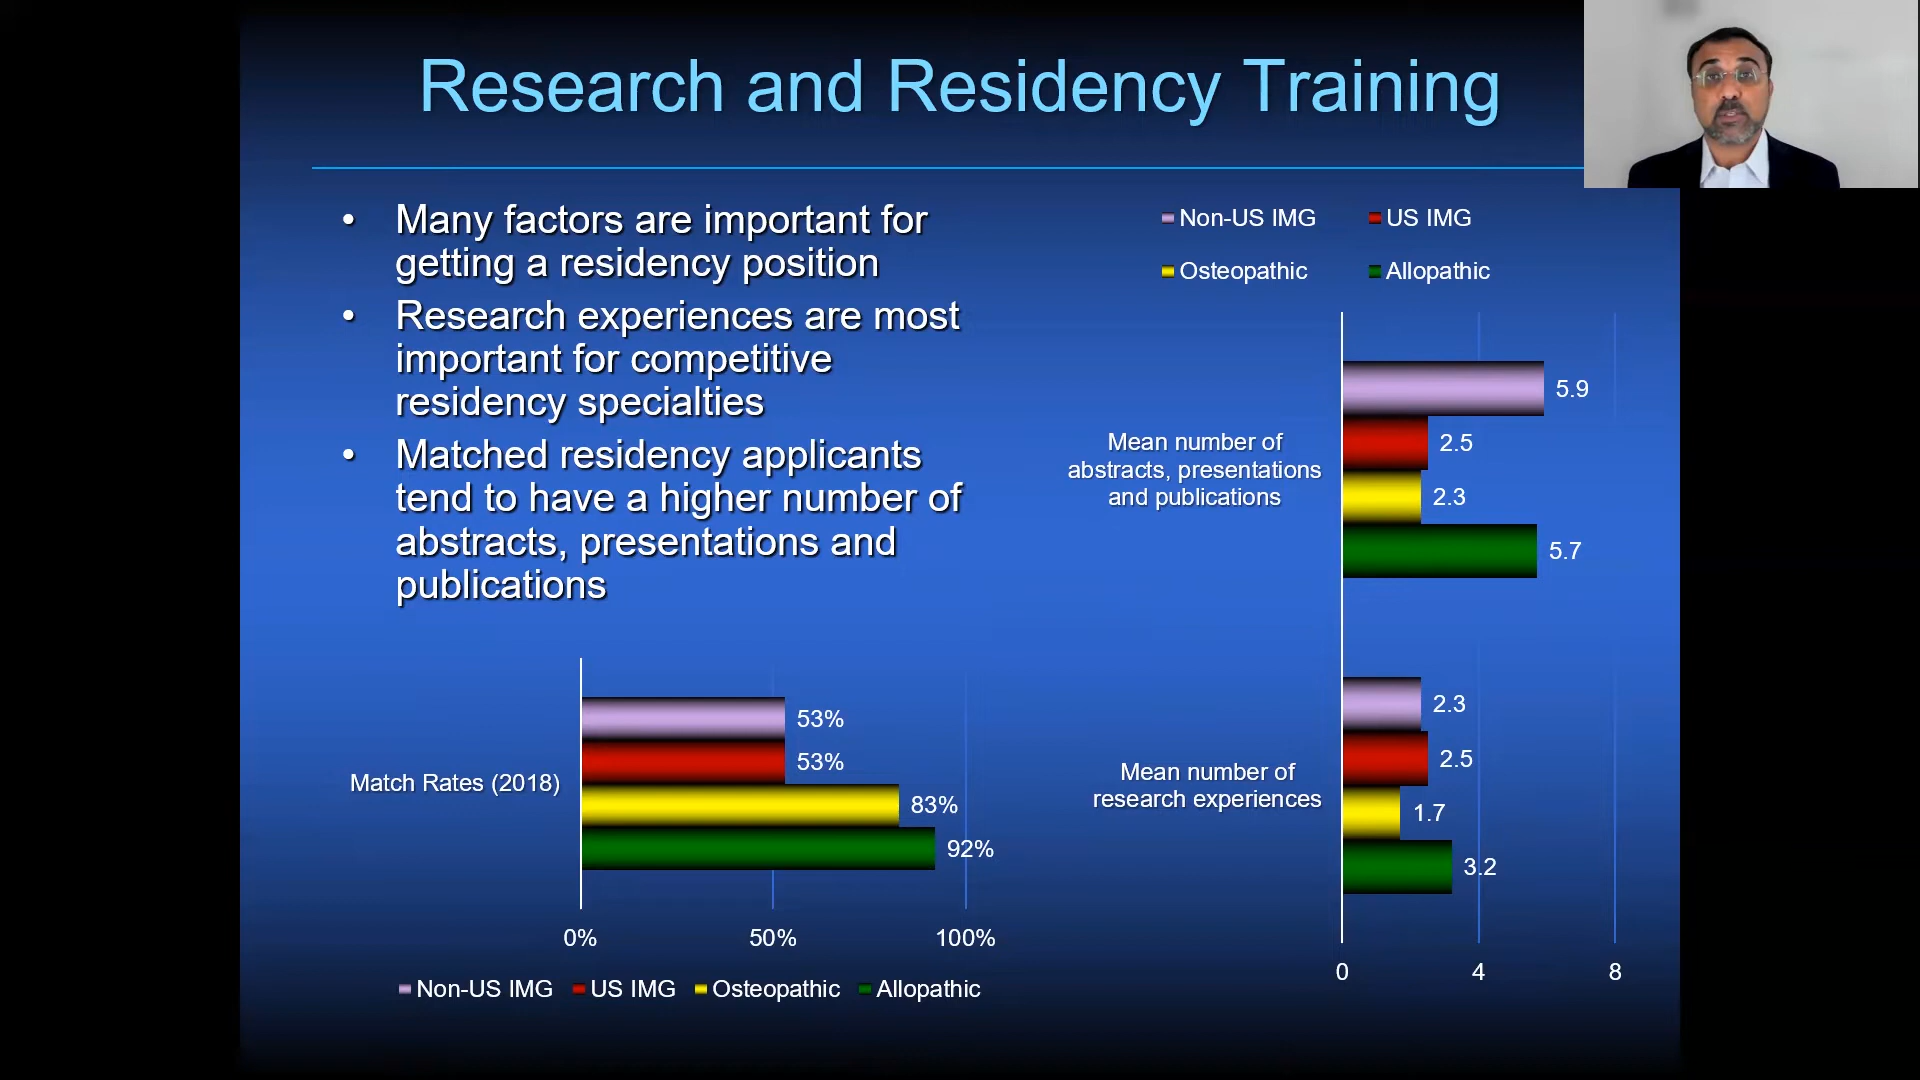 Research and Residency Training
• Many factors are important for
getting a residency position
• Research experiences are most
important for competitive
residency specialties
• Matched residency applicants
tend to have a higher number of
abstracts, presentations and
publications
Match Rates (2018)
53%
53%
83%
92%
0% 50% 100%
Non-US IMG US IMG Osteopathic Allopathic
Non-US IMG US IMG
Osteopathic Allopathic
Mean number of
abstracts, presentations
and publications
5.9
2.5
2.3
5.7
Mean number of
research experiences
2.3
2.5
1.7
3.2
0 4 8